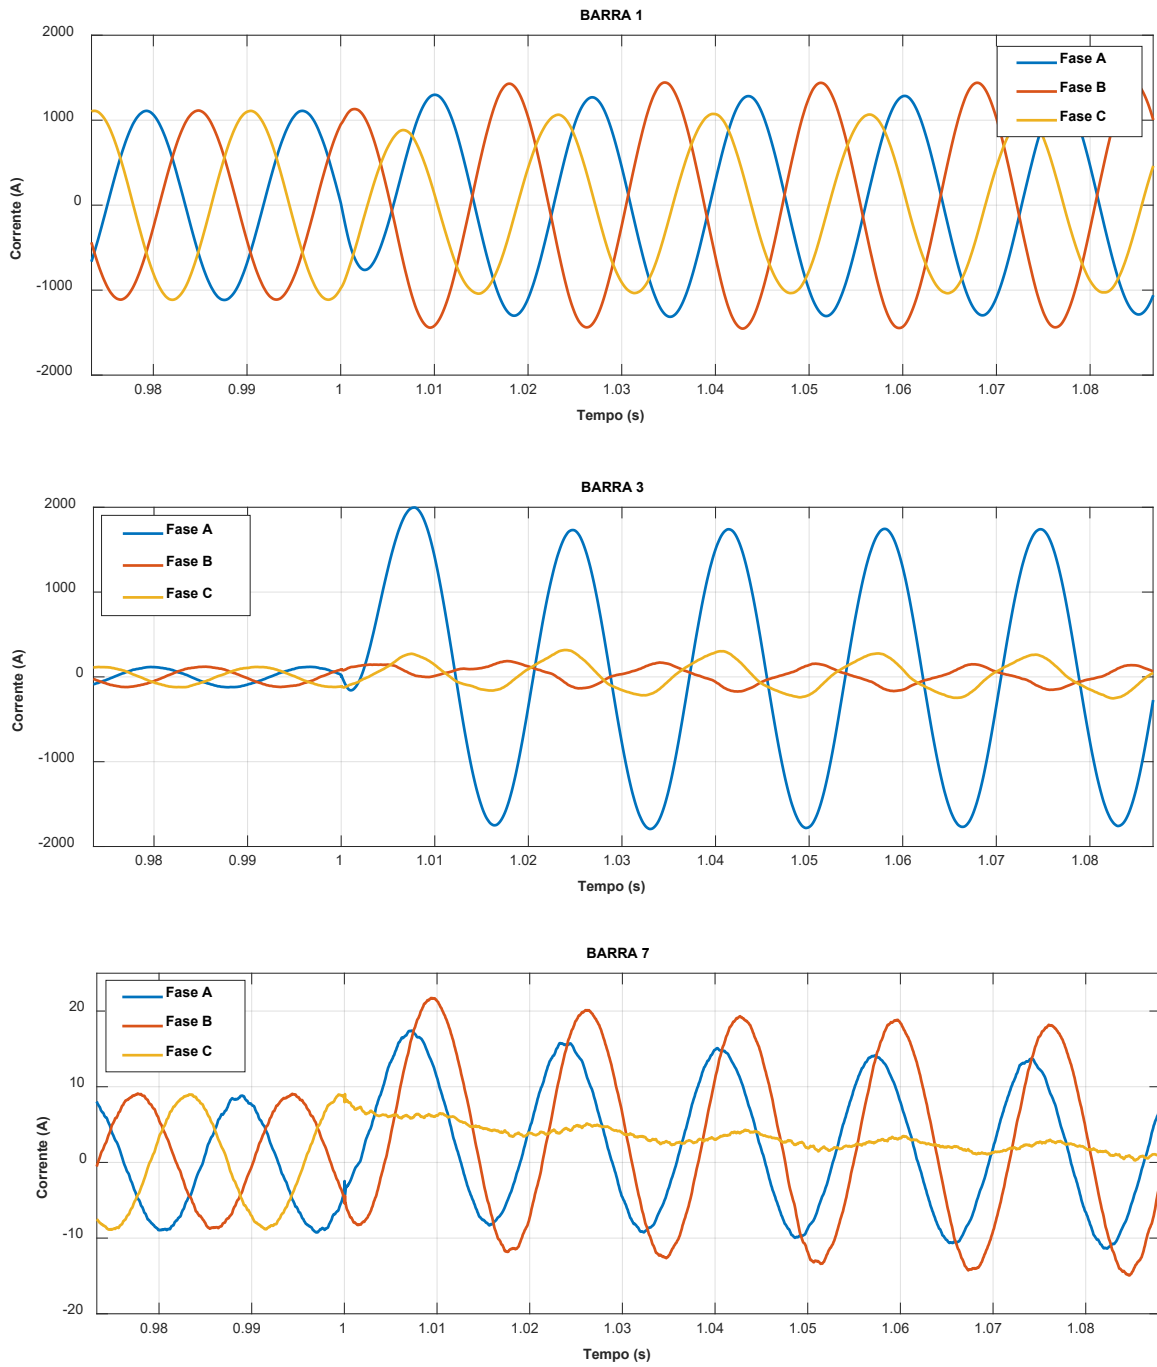 BARRA 1
2000
1000
0
-1000
-2000
Corrente (A)
Fase A
Fase B
Fase C
0.98 0.99 1 1.01 1.02 1.03 1.04 1.05 1.06 1.07 1.08
Tempo (s)
BARRA 3
2000
1000
0
-1000
-2000
Corrente (A)
Fase A
Fase B
Fase C
0.98 0.99 1 1.01 1.02 1.03 1.04 1.05 1.06 1.07 1.08
Tempo (s)
BARRA 7
20
10
0
-10
-20
Corrente (A)
Fase A
Fase B
Fase C
0.98 0.99 1 1.01 1.02 1.03 1.04 1.05 1.06 1.07 1.08
Tempo (s)